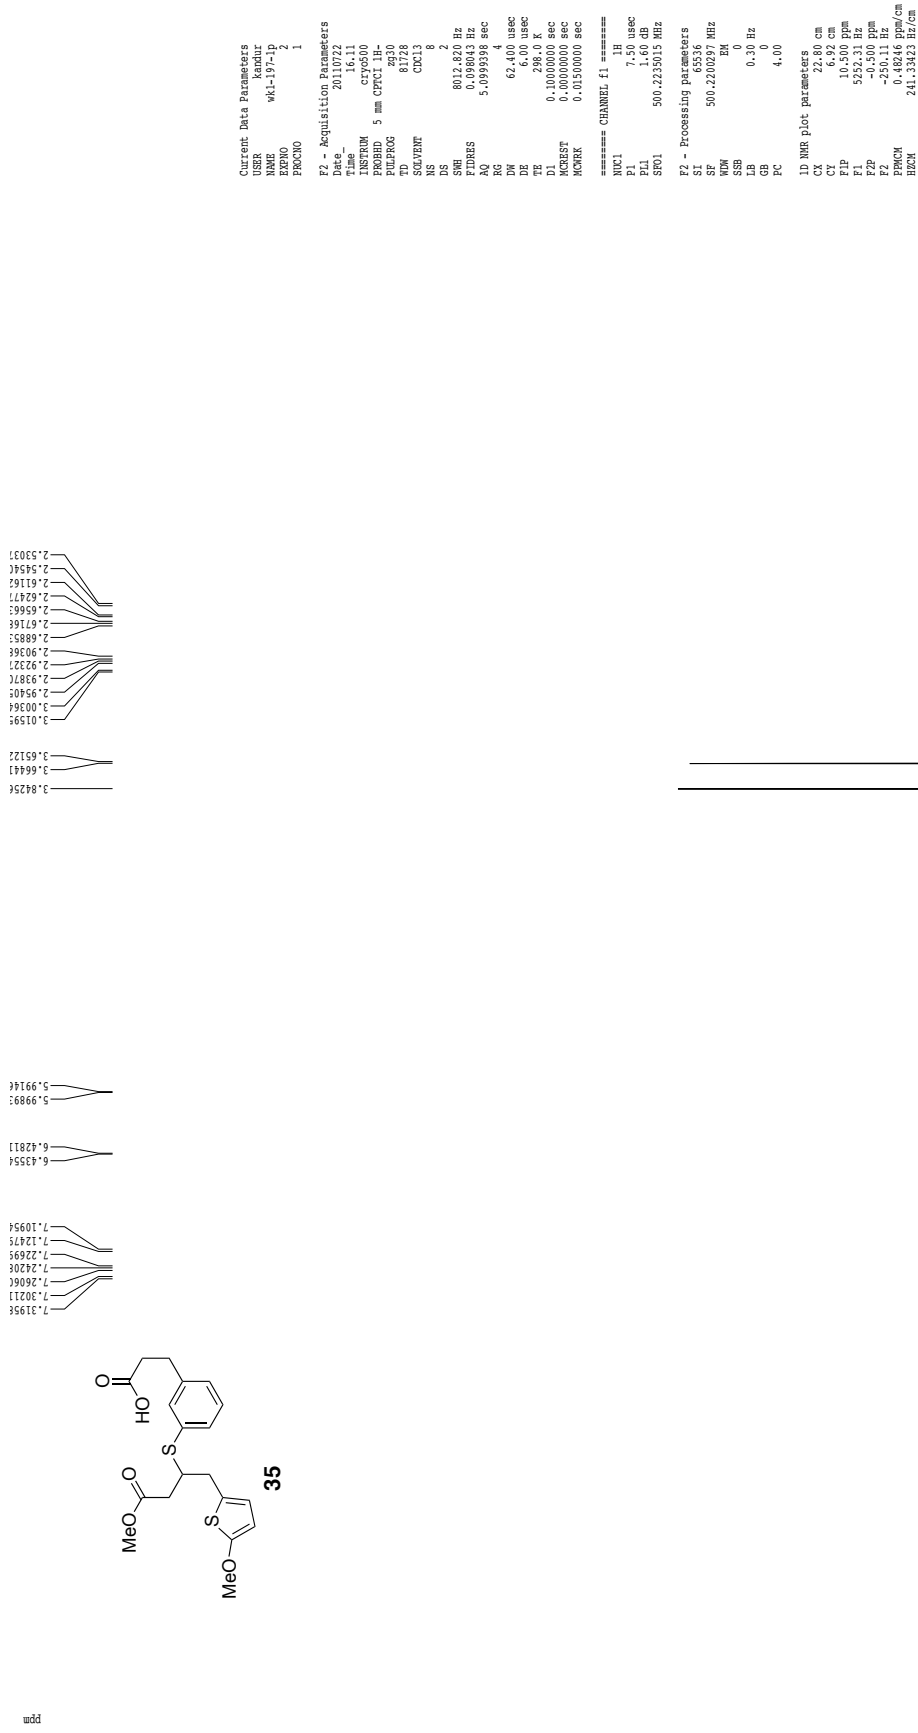 Current Data Parameters
USER kandur
NAME wk1-197-1p
EXPNO 2
PROCNO 1
F2 - Acquisition Parameters
Date_ 20110722
Time_ 16.11
INSTRUM cryo500
PROBHD 5 mm CPTCI 1H-
PULPROG zg30
TD 81728
SOLVENT CDCl3
NS 8
DS 2
SWH 8012.820 Hz
FIDRES 0.098043 Hz
AQ 5.0999398 sec
RG 4
DW 62.400 usec
DE 6.00 usec
TE 298.0 K
D1 0.10000000 sec
MCREST 0.00000000 sec
MCWRK 0.01500000 sec
======== CHANNEL f1 ========
NUC1 1H
P1 7.50 usec
PL1 1.60 dB
SFO1 500.2235015 MHz
F2 - Processing parameters
SI 65536
SF 500.2200297 MHz
WDW EM
SSB 0
LB 0.30 Hz
GB 0
PC 4.00
1D NMR plot parameters
CX 22.80 cm
CY 6.92 cm
F1P 10.500 ppm
F1 5252.31 Hz
F2P -0.500 ppm
F2 -250.11 Hz
PPMCM 0.48246 ppm/cm
HZCM 241.33423 Hz/cm
2.53037
2.54540
2.61162
2.62477
2.65663
2.67168
2.68853
2.90368
2.92327
2.93870
2.95405
3.00364
3.01595
3.65122
3.66441
3.84256
5.99146
5.99893
6.42811
6.43554
7.10954
7.12479
7.22699
7.24208
7.26060
7.30211
7.31958
O
HO
S
O
MeO
S
MeO
35
ppm